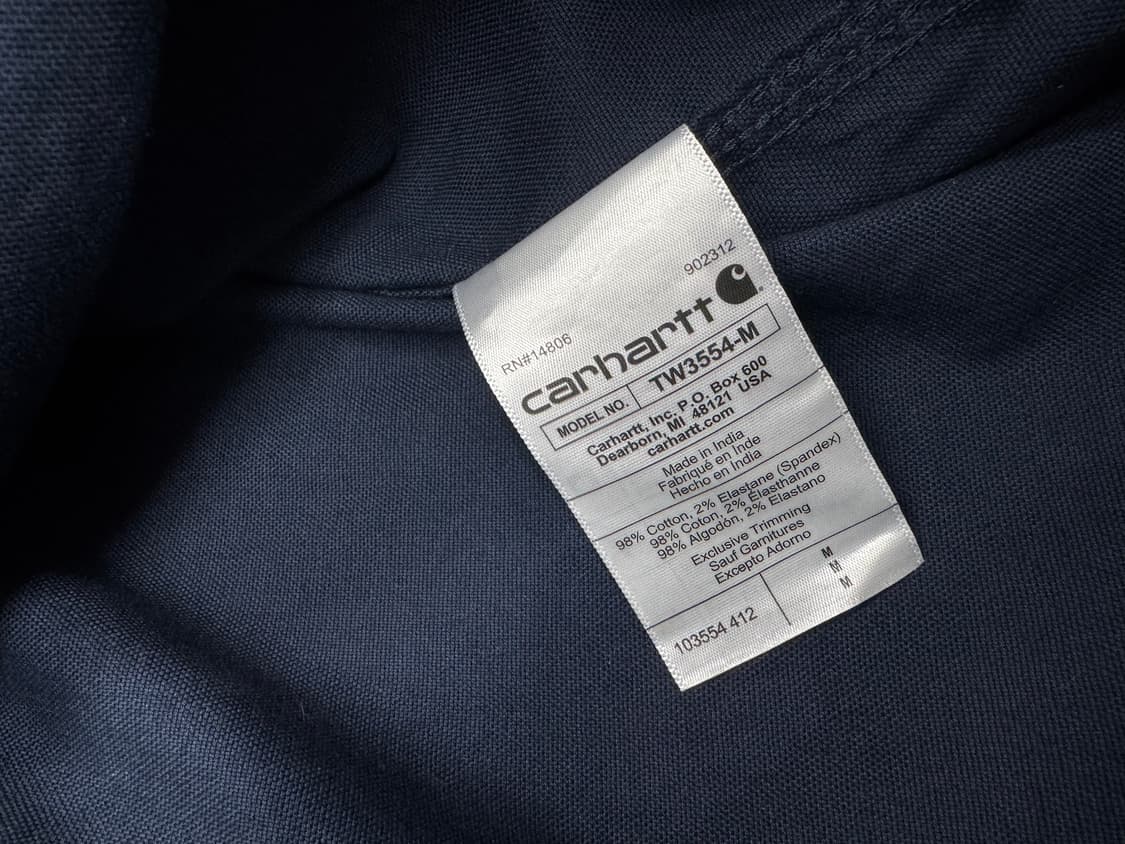 902312
RN#14806
carhartt
MODEL NO. TW3554-M
Carhartt, Inc. P.O. Box 600
Dearborn, MI 48121 USA
carhartt.com
Made in India
Fabriqué en Inde
Hecho en India
98% Cotton, 2% Elastane (Spandex)
98% Coton, 2% Élasthanne
98% Algodón, 2% Elastano
Exclusive Trimming
Sauf Garnitures
Excepto Adorno
M
M
M
103554 412